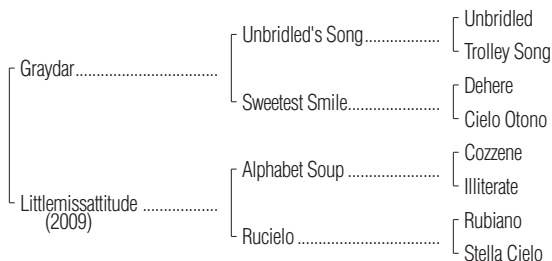 Unbridled
Unbridled's Song
Trolley Song
Graydar
Dehere
Sweetest Smile
Cielo Otono
Cozzene
Alphabet Soup
Illiterate
Littlemissattitude
(2009)
Rubiano
Rucielo
Stella Cielo